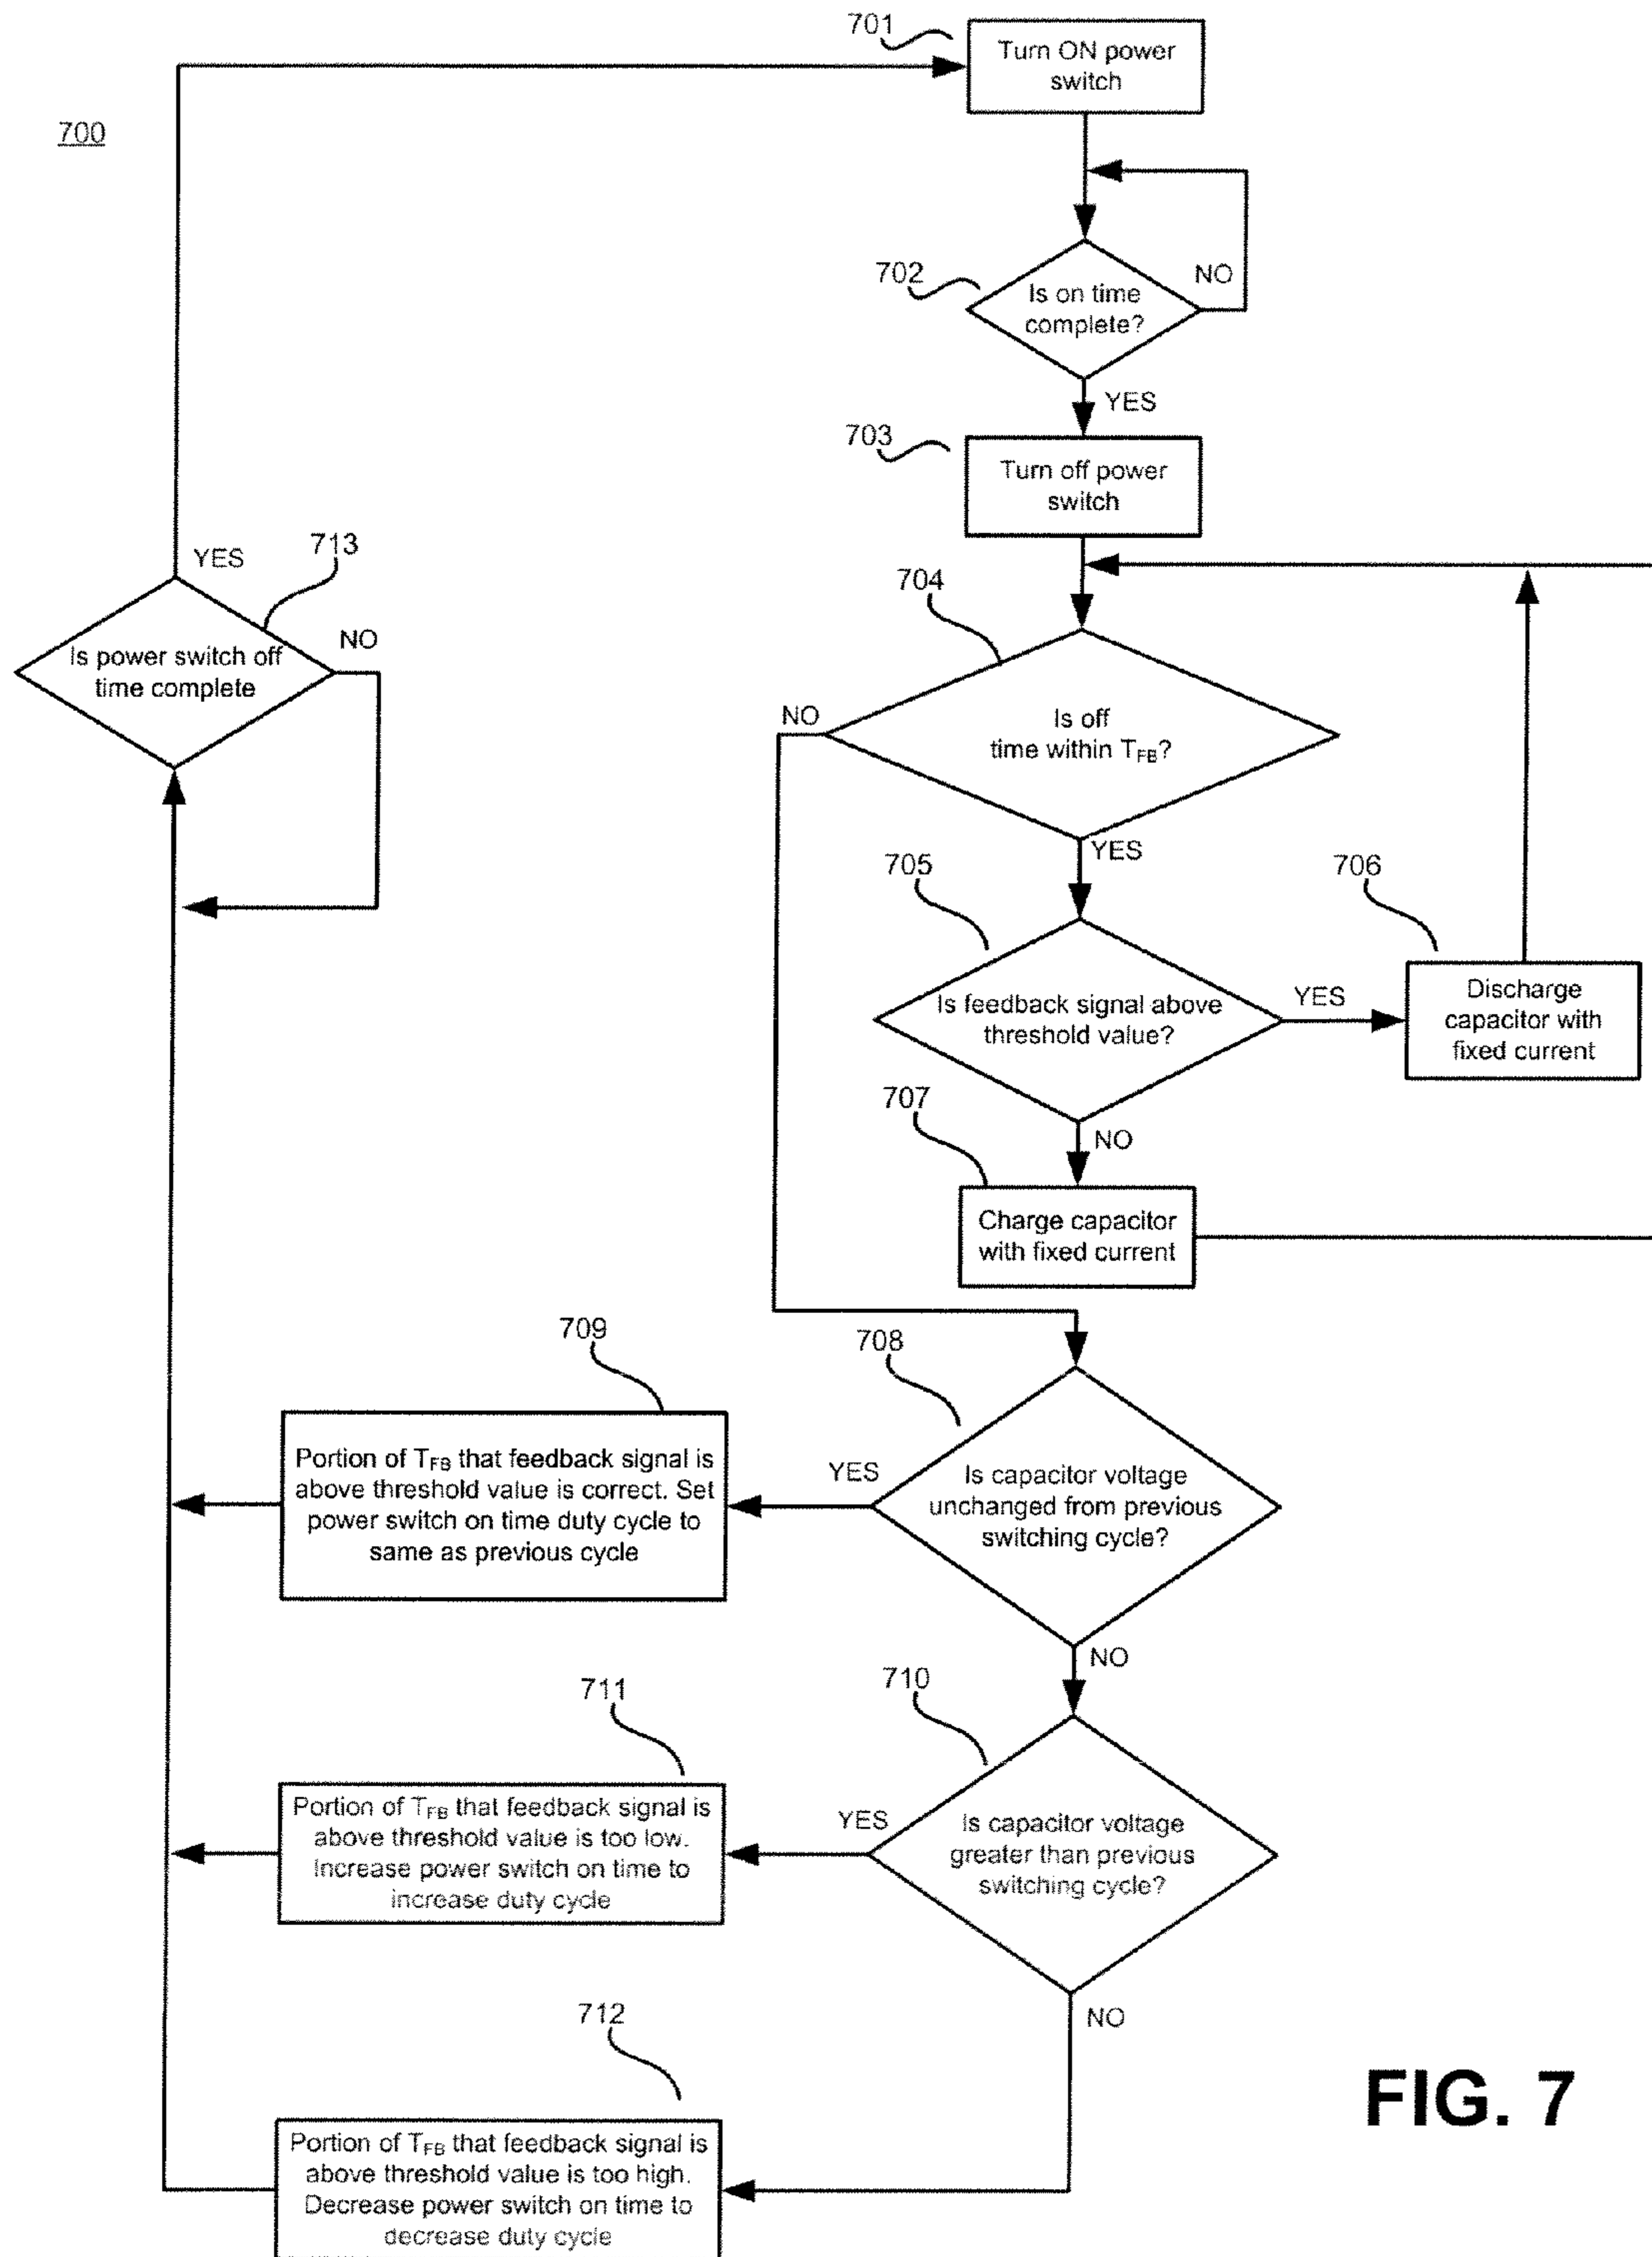 701
Turn ON power
switch
700
702
Is on time
complete?
NO
YES
703
Turn off power
switch
713
YES
NO
Is power switch off
time complete
704
NO
Is off
time within TFB?
YES
705
Is feedback signal above
threshold value?
YES
706
Discharge
capacitor with
fixed current
NO
707
Charge capacitor
with fixed current
708
Is capacitor voltage
unchanged from previous
switching cycle?
YES
709
Portion of TFB that feedback signal is
above threshold value is correct. Set
power switch on time duty cycle to
same as previous cycle
NO
710
Is capacitor voltage
greater than previous
switching cycle?
YES
711
Portion of TFB that feedback signal is
above threshold value is too low.
Increase power switch on time to
increase duty cycle
NO
712
Portion of TFB that feedback signal is
above threshold value is too high.
Decrease power switch on time to
decrease duty cycle
FIG. 7